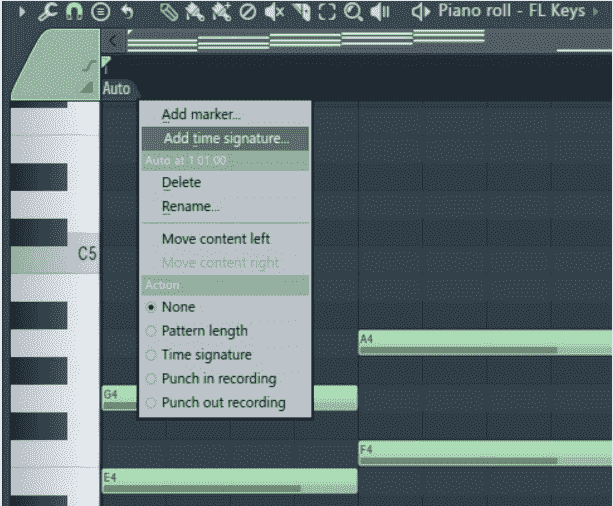 Piano roll - FL Keys
Auto
Add marker...
Add time signature...
Auto at 1:01:00
Delete
Rename...
Move content left
Move content right
Action
None
Pattern length
Time signature
Punch in recording
Punch out recording
C5
A4
G4
F4
E4